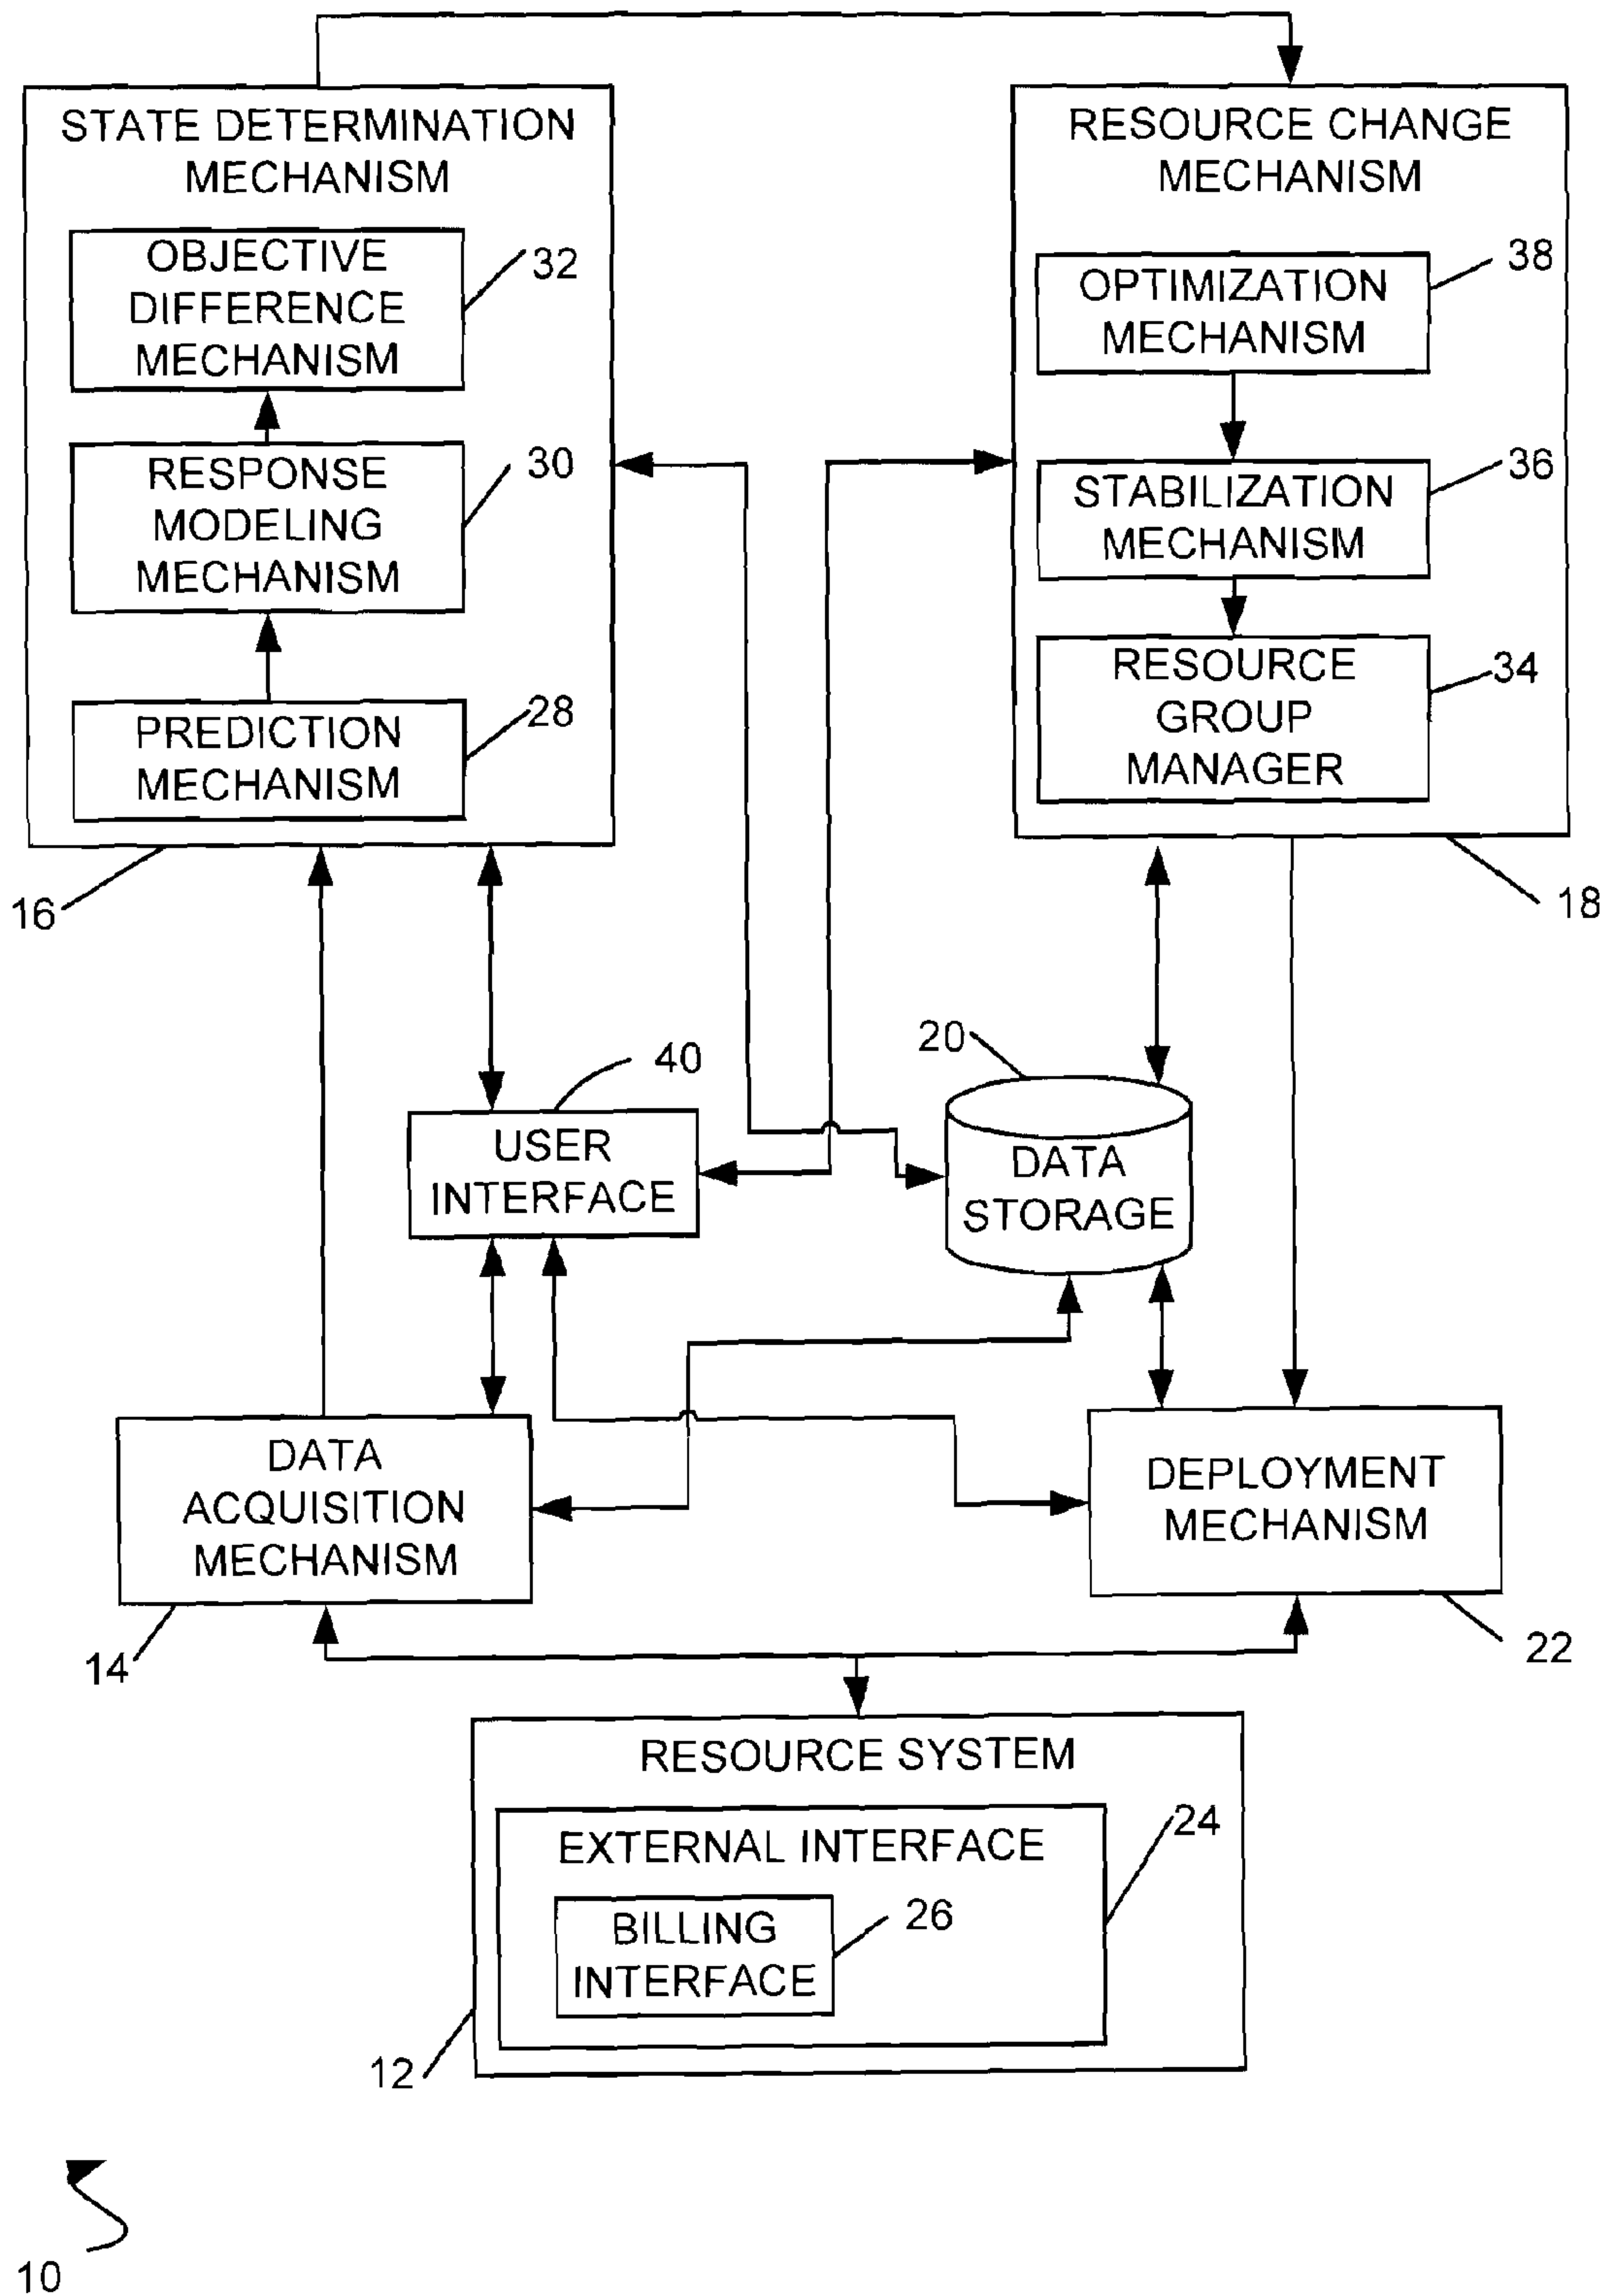 STATE DETERMINATION
MECHANISM
OBJECTIVE
DIFFERENCE
MECHANISM
32
RESPONSE
MODELING
MECHANISM
30
PREDICTION
MECHANISM
28
16
RESOURCE CHANGE
MECHANISM
OPTIMIZATION
MECHANISM
38
STABILIZATION
MECHANISM
36
RESOURCE
GROUP
MANAGER
34
18
40
USER
INTERFACE
20
DATA
STORAGE
DATA
ACQUISITION
MECHANISM
14
DEPLOYMENT
MECHANISM
22
RESOURCE SYSTEM
EXTERNAL INTERFACE
24
BILLING
INTERFACE
26
12
10